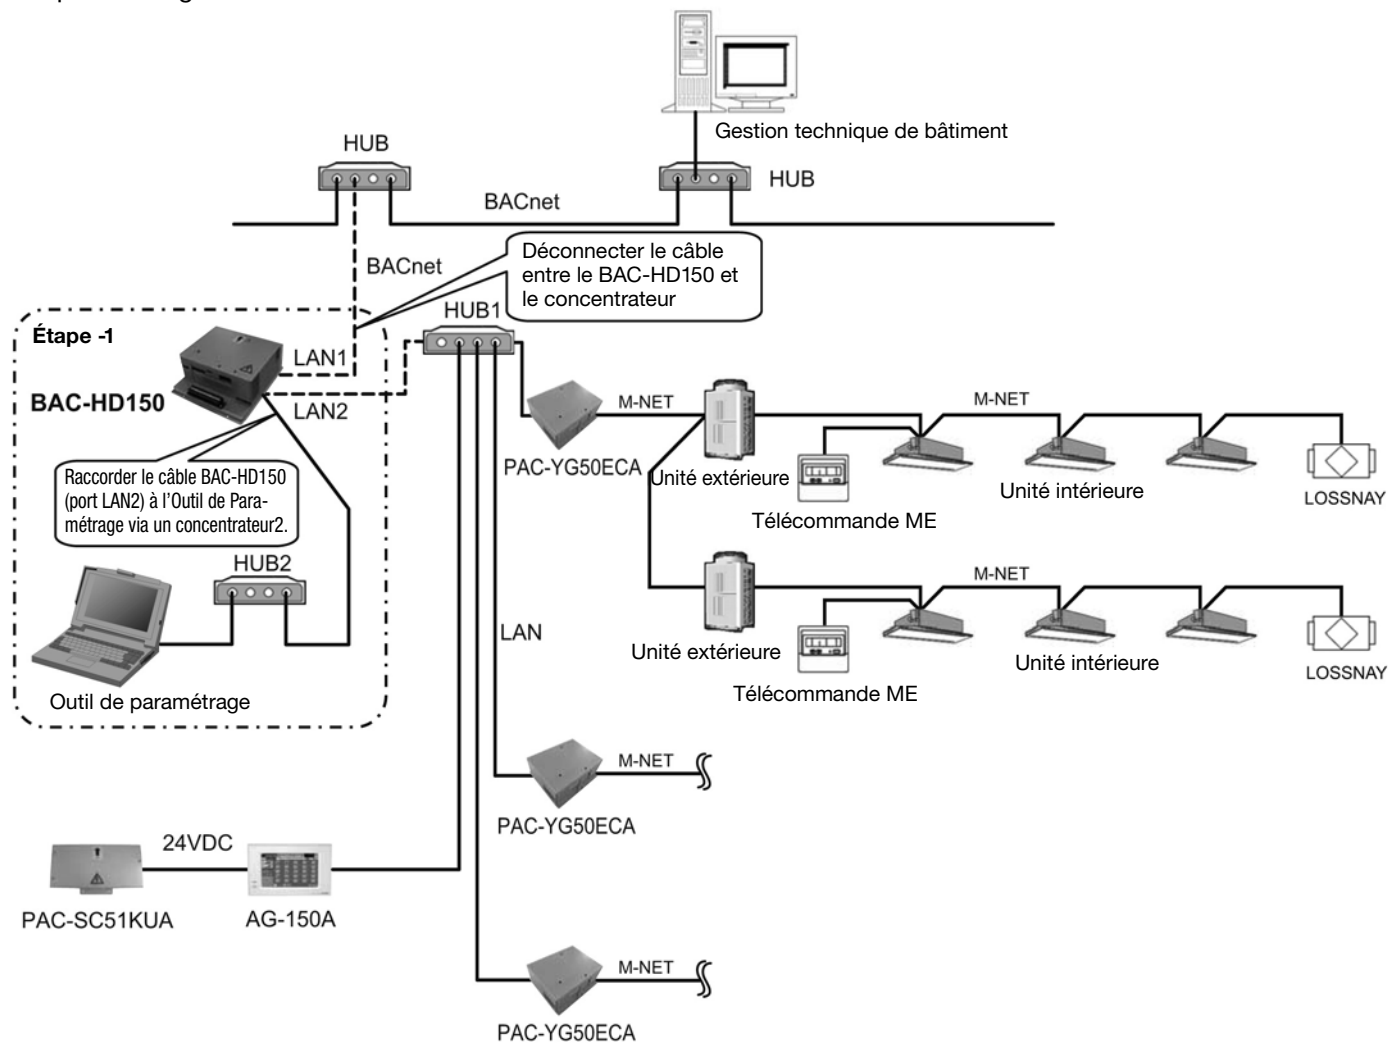 Gestion technique de bâtiment
HUB
HUB
BACnet
BACnet
Déconnecter le câble
entre le BAC-HD150 et
le concentrateur
Étape -1
HUB1
LAN1
BAC-HD150
LAN2
M-NET
M-NET
PAC-YG50ECA
Unité extérieure
Unité intérieure
LOSSNAY
Télécommande ME
Raccorder le câble BAC-HD150
(port LAN2) à l'Outil de Para-
métrage via un concentrateur2.
HUB2
M-NET
LAN
Unité extérieure
Unité intérieure
LOSSNAY
Télécommande ME
Outil de paramétrage
M-NET
PAC-YG50ECA
24VDC
PAC-SC51KUA
AG-150A
M-NET
PAC-YG50ECA